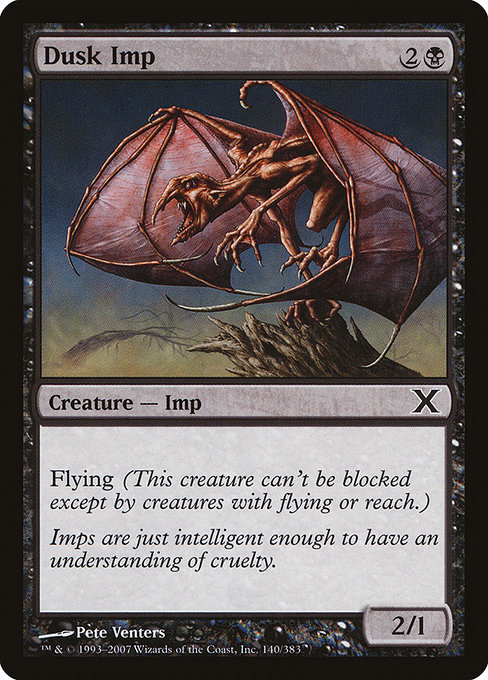 Dusk Imp 2
Creature — Imp X
Flying (This creature can't be blocked
except by creatures with flying or reach.)
Imps are just intelligent enough to have an
understanding of cruelty.
Pete Venters
2/1
™ & © 1993–2007 Wizards of the Coast, Inc. 140/383